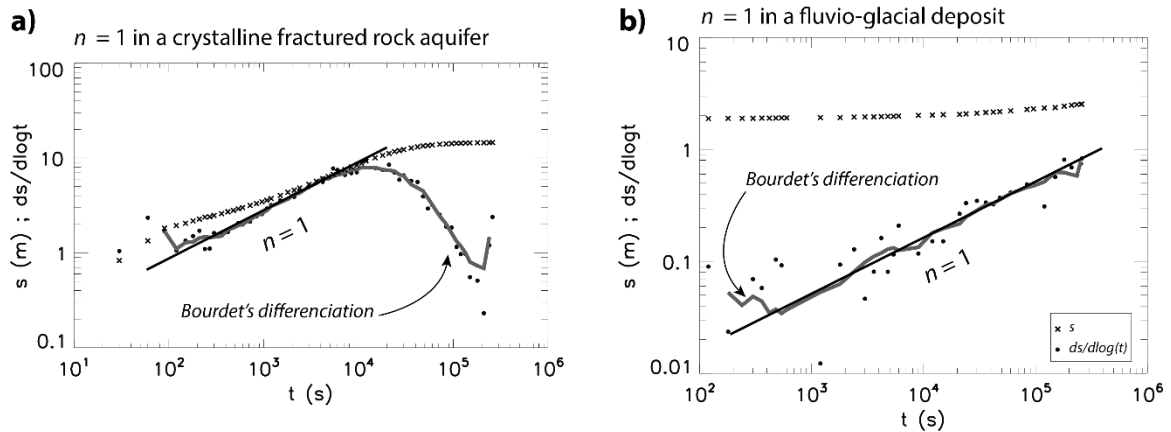 a)
n = 1 in a crystalline fractured rock aquifer
s (m) ; ds/dlogt
100
10
1
0.1
n = 1
Bourdet's differenciation
10¹
10²
10³
10⁴
10⁵
10⁶
t (s)
b)
n = 1 in a fluvio-glacial deposit
s (m) ; ds/dlogt
10
1
0.1
0.01
Bourdet's differenciation
n = 1
s
ds/dlog(t)
10²
10³
10⁴
10⁵
10⁶
t (s)